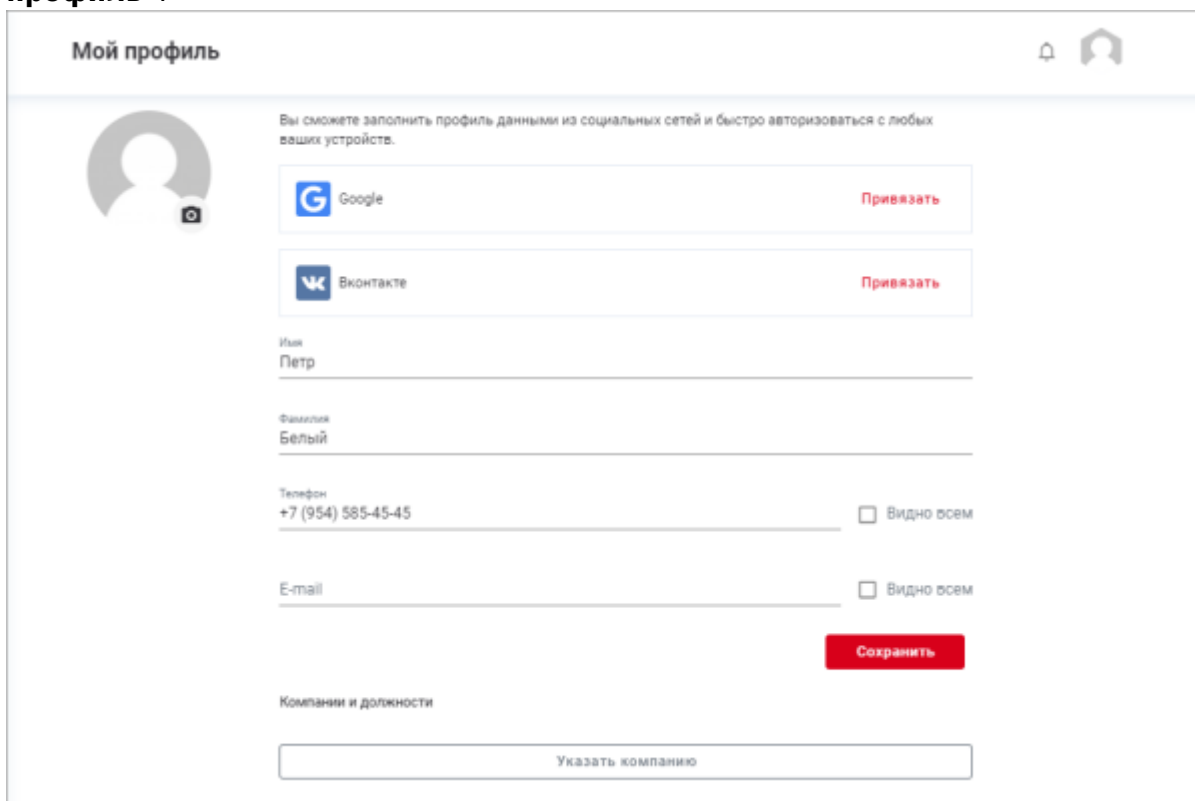 Мой профиль
Вы сможете заполнить профиль данными из социальных сетей и быстро авторизоваться с любых
ваших устройств.
Google
Привязать
Вконтакте
Привязать
Имя
Петр
Фамилия
Белый
Телефон
+7 (954) 585-45-45
Видно всем
E-mail
Видно всем
Сохранить
Компании и должности
Указать компанию